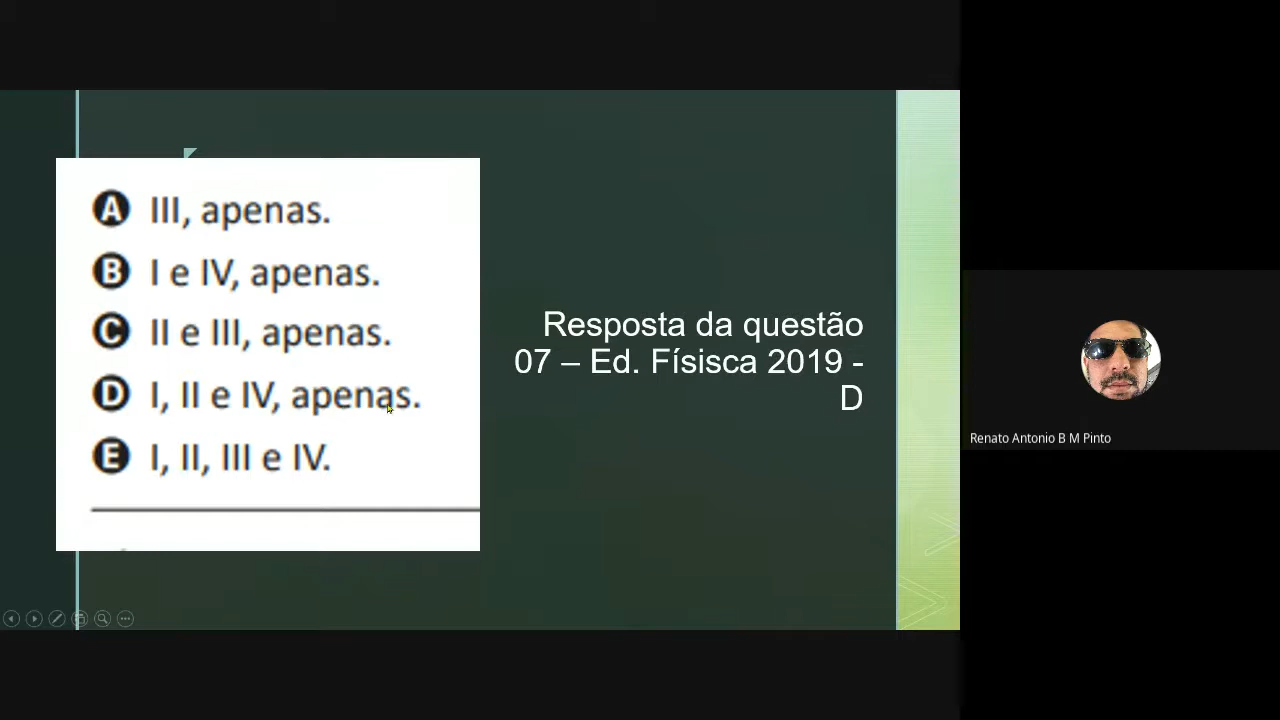 A III, apenas.
B I e IV, apenas.
C II e III, apenas.
D I, II e IV, apenas.
E I, II, III e IV.
Resposta da questão
07 – Ed. Físisca 2019 -
D
Renato Antonio B M Pinto